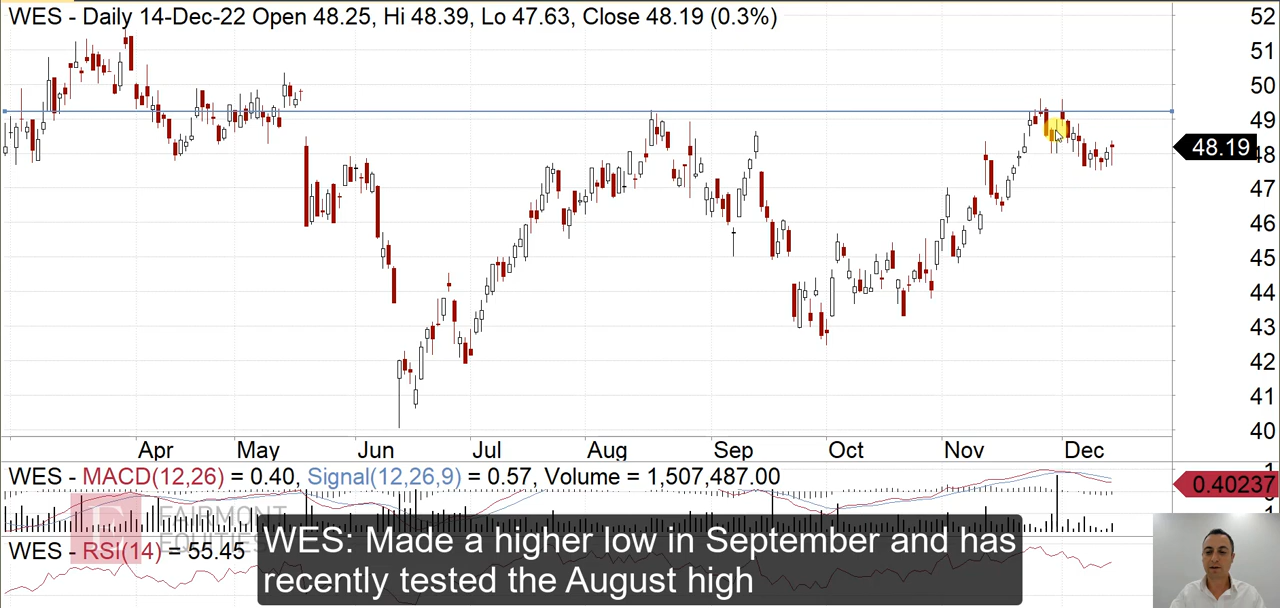 WES - Daily 14-Dec-22 Open 48.25, Hi 48.39, Lo 47.63, Close 48.19 (0.3%)
52
51
50
49
48.19
48
47
46
45
44
43
42
41
40
Apr May Jun Jul Aug Sep Oct Nov Dec
WES - MACD(12,26) = 0.40, Signal(12,26,9) = 0.57, Volume = 1,507,487.00
1
0.40237
FAIRMONT
EQUITIES
WES - RSI(14) = 55.45
WES: Made a higher low in September and has
recently tested the August high